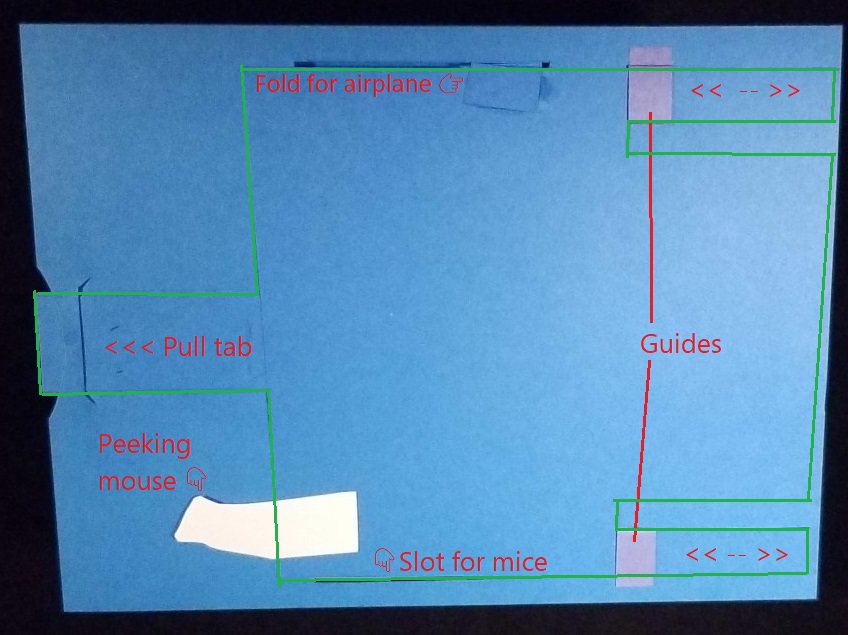 Fold for airplane 👉
<< -- >>
Guides
<<< Pull tab
Peeking
mouse 👇
👇 Slot for mice
<< -- >>